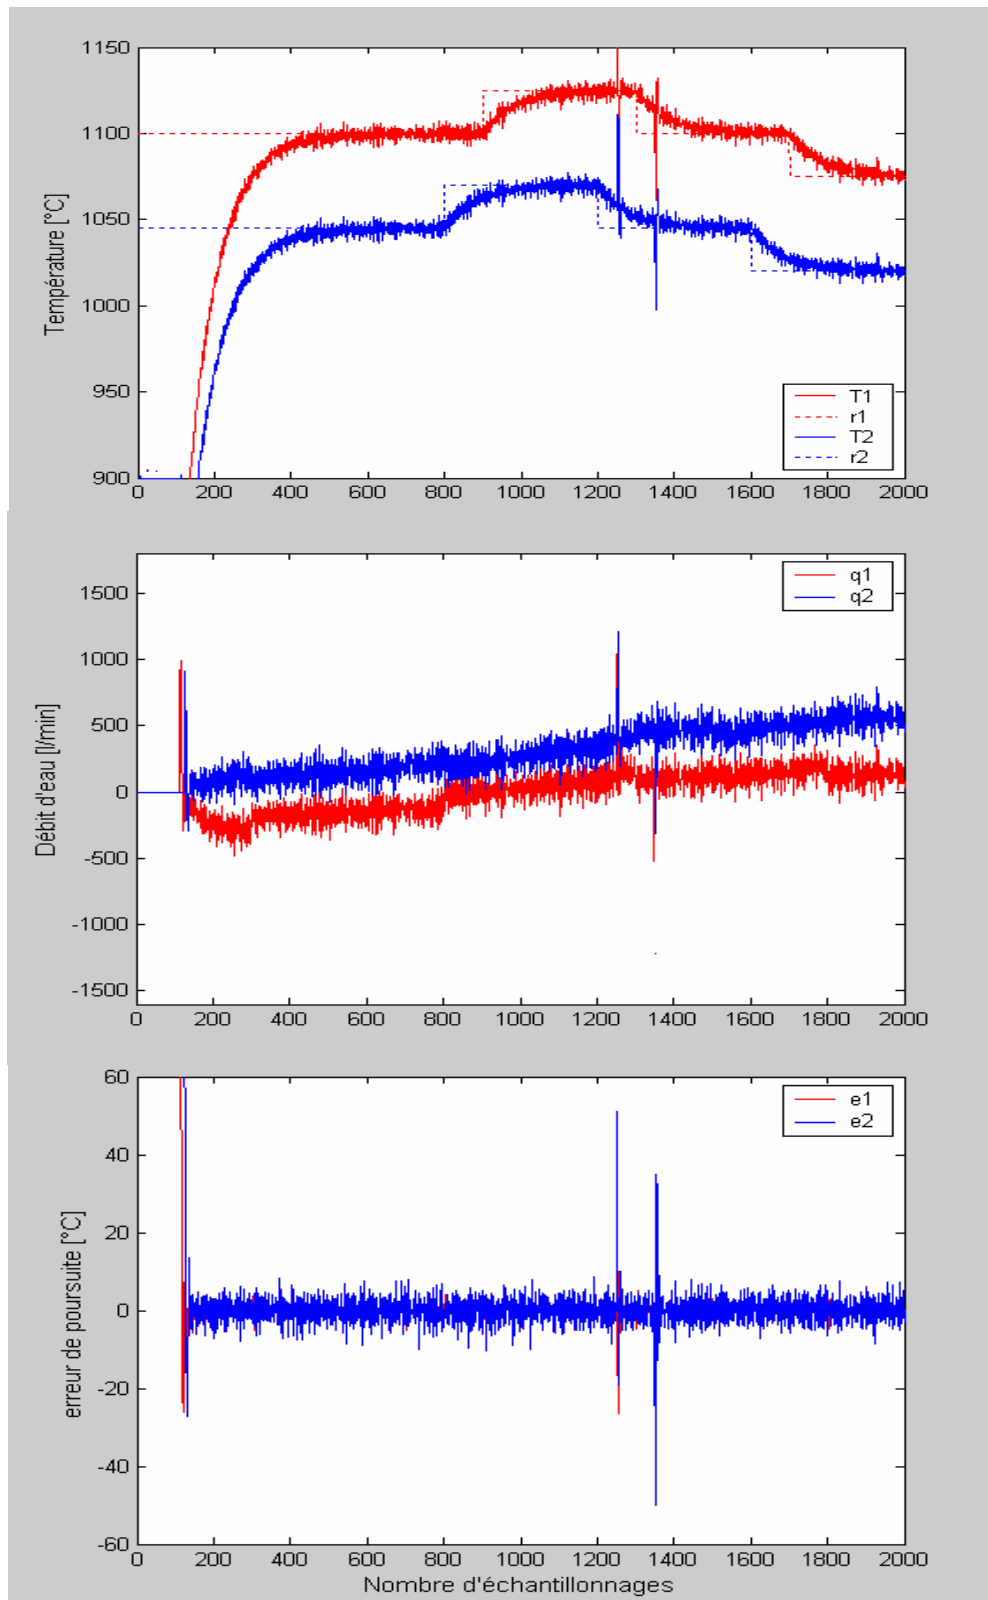 1150
1100
1050
1000
950
900
Température [°C]
T1
r1
T2
r2
0 200 400 600 800 1000 1200 1400 1600 1800 2000
1500
1000
500
0
-500
-1000
-1500
Débit d'eau [l/min]
q1
q2
0 200 400 600 800 1000 1200 1400 1600 1800 2000
60
40
20
0
-20
-40
-60
erreur de poursuite [°C]
e1
e2
0 200 400 600 800 1000 1200 1400 1600 1800 2000
Nombre d'échantillonnages